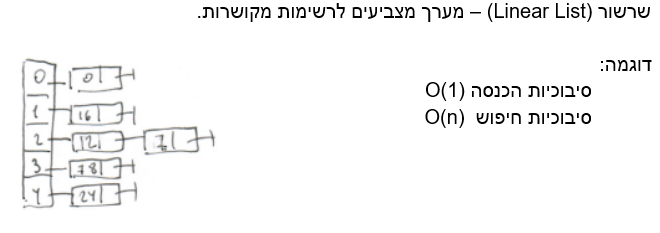 שרשור (Linear List) – מערך מצביעים לרשימות מקושרות.
דוגמה:
סיבוכיות הכנסה O(1)
סיבוכיות חיפוש O(n)
0 0
1 16
2 12 7
3 78
4 24